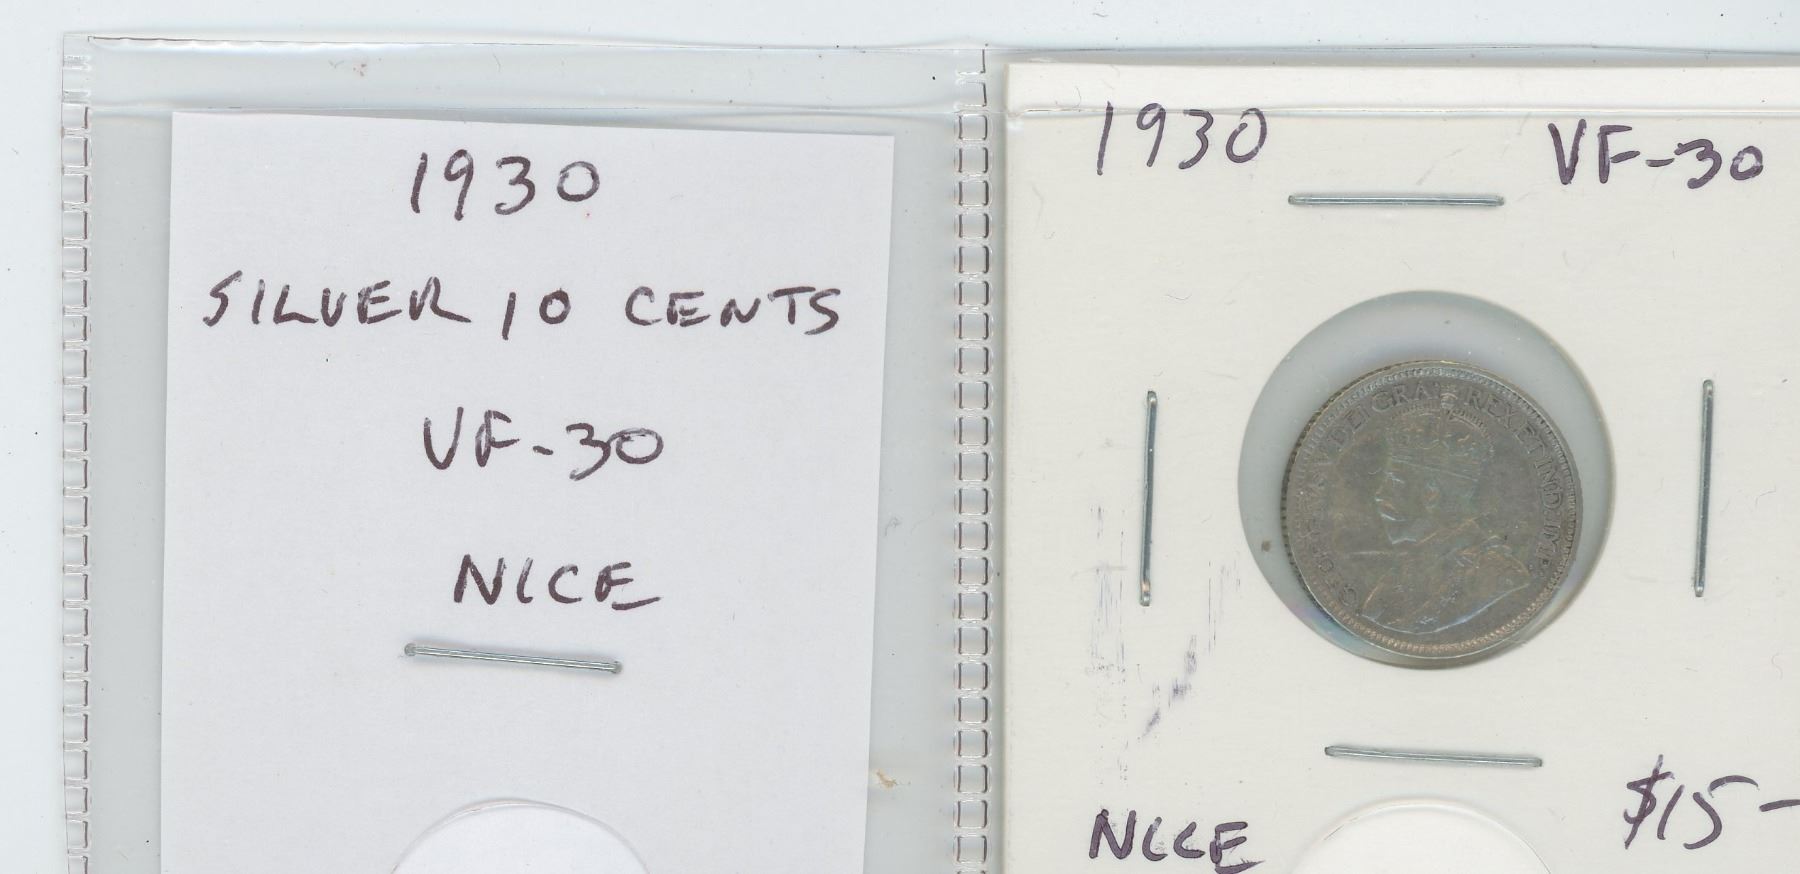 1930
SILVER 10 CENTS
VF-30
NICE
1930
VF-30
DEI GRA: REX ET IND: IMP:
NICE
$15-